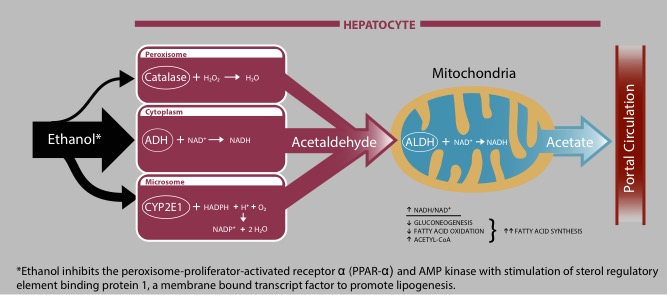 HEPATOCYTE
Peroxisome
Catalase + H₂O₂ → H₂O
Cytoplasm
ADH + NAD⁺ → NADH
Microsome
CYP2E1 + HADPH + H⁺ + O₂
↓
NADP⁺ + 2 H₂O
Ethanol*
Acetaldehyde
Mitochondria
ALDH + NAD⁺ → NADH
Acetate
Portal Circulation
↑ NADH/NAD⁺
↓ GLUCONEOGENESIS
↓ FATTY ACID OXIDATION
↑ ACETYL-CoA
↑↑ FATTY ACID SYNTHESIS
*Ethanol inhibits the peroxisome-proliferator-activated receptor α (PPAR-α) and AMP kinase with stimulation of sterol regulatory
element binding protein 1, a membrane bound transcript factor to promote lipogenesis.